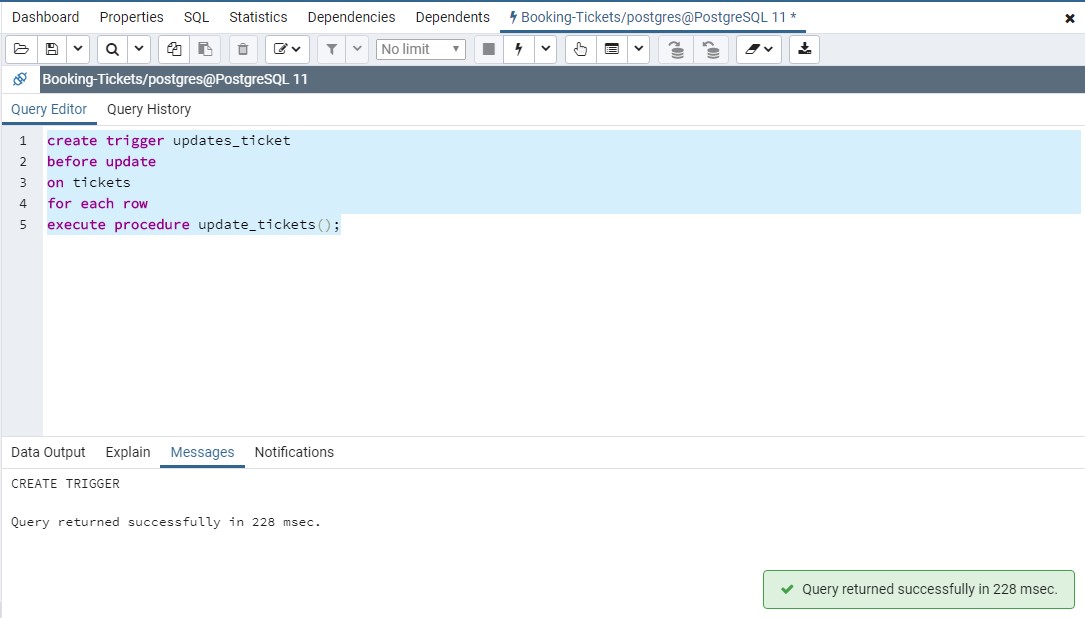 Dashboard Properties SQL Statistics Dependencies Dependents Booking-Tickets/postgres@PostgreSQL 11 *
No limit
Booking-Tickets/postgres@PostgreSQL 11
Query Editor Query History
1 create trigger updates_ticket
2 before update
3 on tickets
4 for each row
5 execute procedure update_tickets();
Data Output Explain Messages Notifications
CREATE TRIGGER
Query returned successfully in 228 msec.
Query returned successfully in 228 msec.